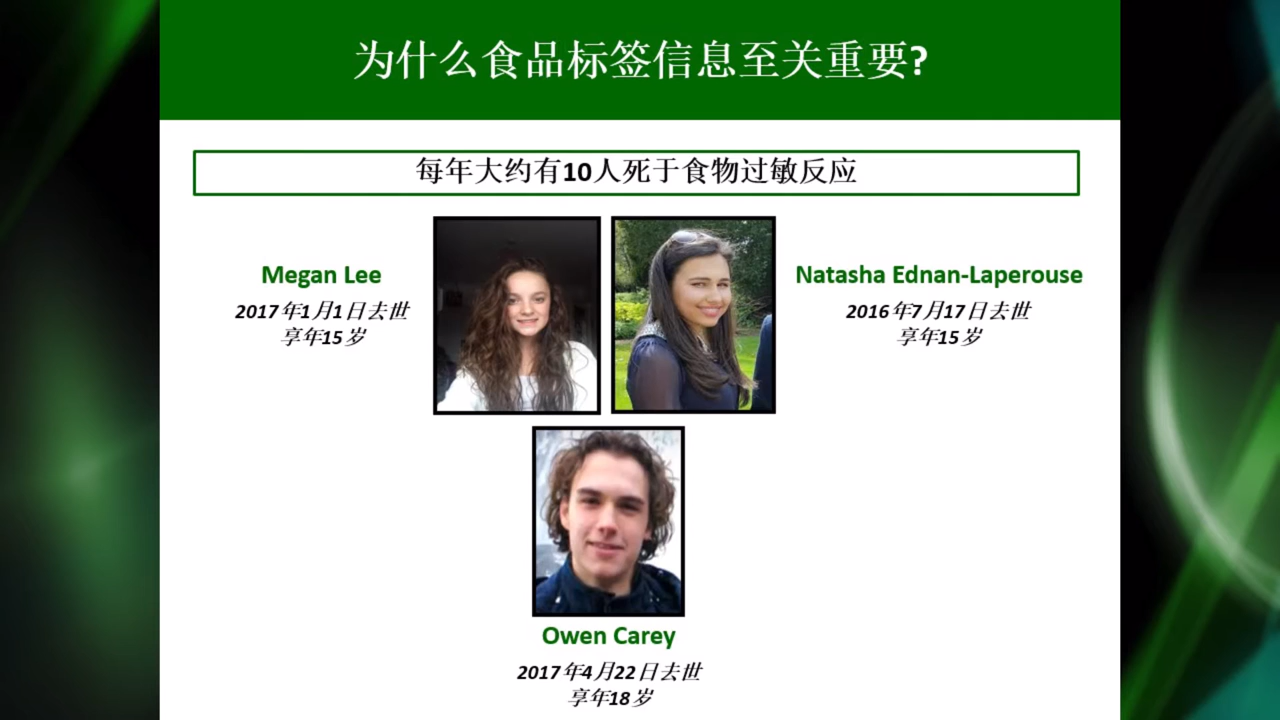 为什么食品标签信息至关重要?
每年大约有10人死于食物过敏反应
Megan Lee
2017年1月1日去世
享年15岁
Natasha Ednan-Laperouse
2016年7月17日去世
享年15岁
Owen Carey
2017年4月22日去世
享年18岁